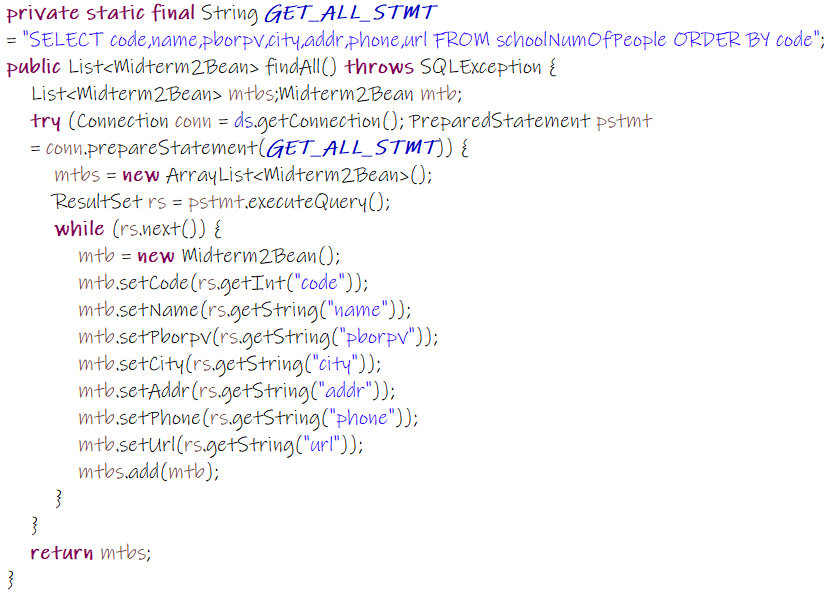 private static final String GET_ALL_STMT
= "SELECT code,name,pborpv,city,addr,phone,url FROM schoolNumOfPeople ORDER BY code";
public List<Midterm2Bean> findAll() throws SQLException {
List<Midterm2Bean> mtbs;Midterm2Bean mtb;
try (Connection conn = ds.getConnection(); PreparedStatement pstmt
= conn.prepareStatement(GET_ALL_STMT)) {
mtbs = new ArrayList<Midterm2Bean>();
ResultSet rs = pstmt.executeQuery();
while (rs.next()) {
mtb = new Midterm2Bean();
mtb.setCode(rs.getInt("code"));
mtb.setName(rs.getString("name"));
mtb.setPborpv(rs.getString("pborpv"));
mtb.setCity(rs.getString("city"));
mtb.setAddr(rs.getString("addr"));
mtb.setPhone(rs.getString("phone"));
mtb.setUrl(rs.getString("url"));
mtbs.add(mtb);
}
}
return mtbs;
}